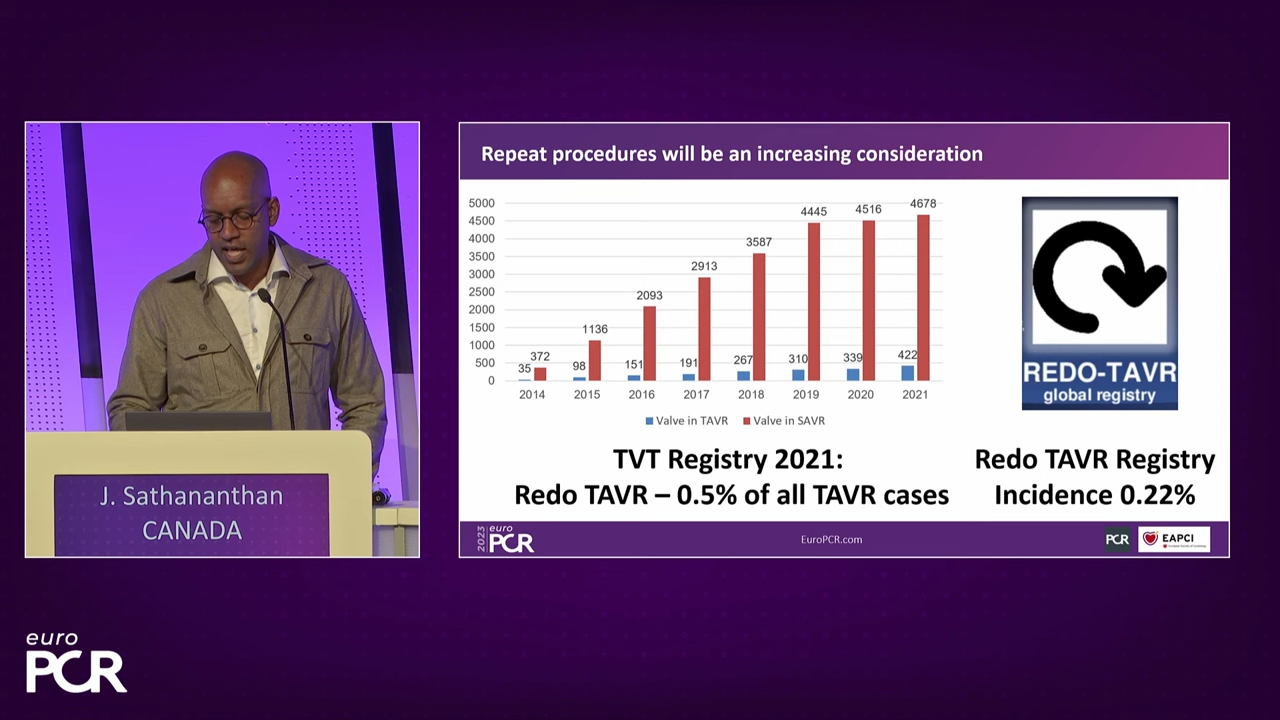 J. Sathananthan
CANADA
Repeat procedures will be an increasing consideration
5000
4500
4000
3500
3000
2500
2000
1500
1000
500
0
35
372
98
1136
151
2093
191
2913
267
3587
310
4445
339
4516
422
4678
2014
2015
2016
2017
2018
2019
2020
2021
Valve in TAVR
Valve in SAVR
TVT Registry 2021:
Redo TAVR – 0.5% of all TAVR cases
REDO-TAVR
global registry
Redo TAVR Registry
Incidence 0.22%
2023
euro
PCR
EuroPCR.com
PCR
EAPCI
euro
PCR